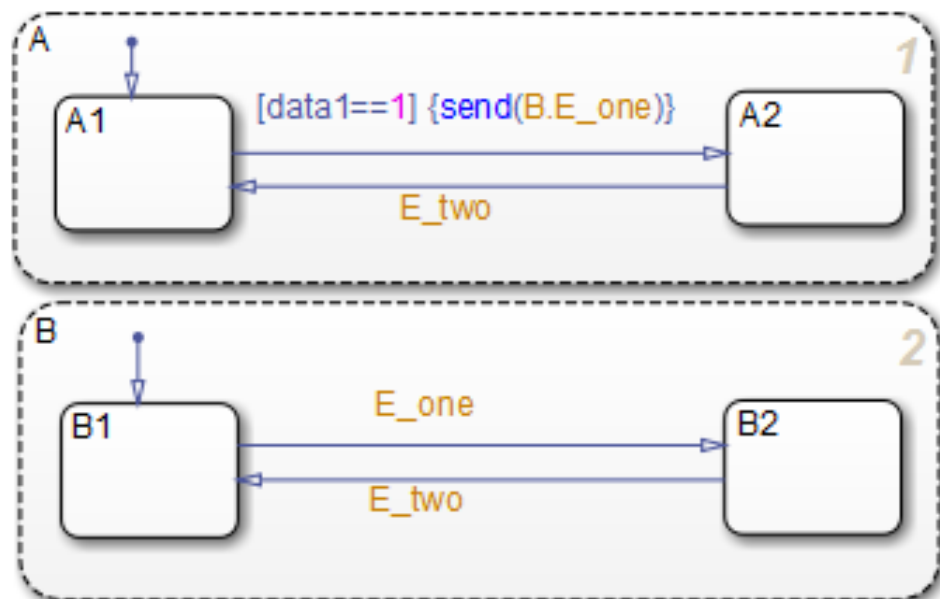 A
1
[data1==1] {send(B.E_one)}
A1
A2
E_two
B
2
E_one
B1
B2
E_two